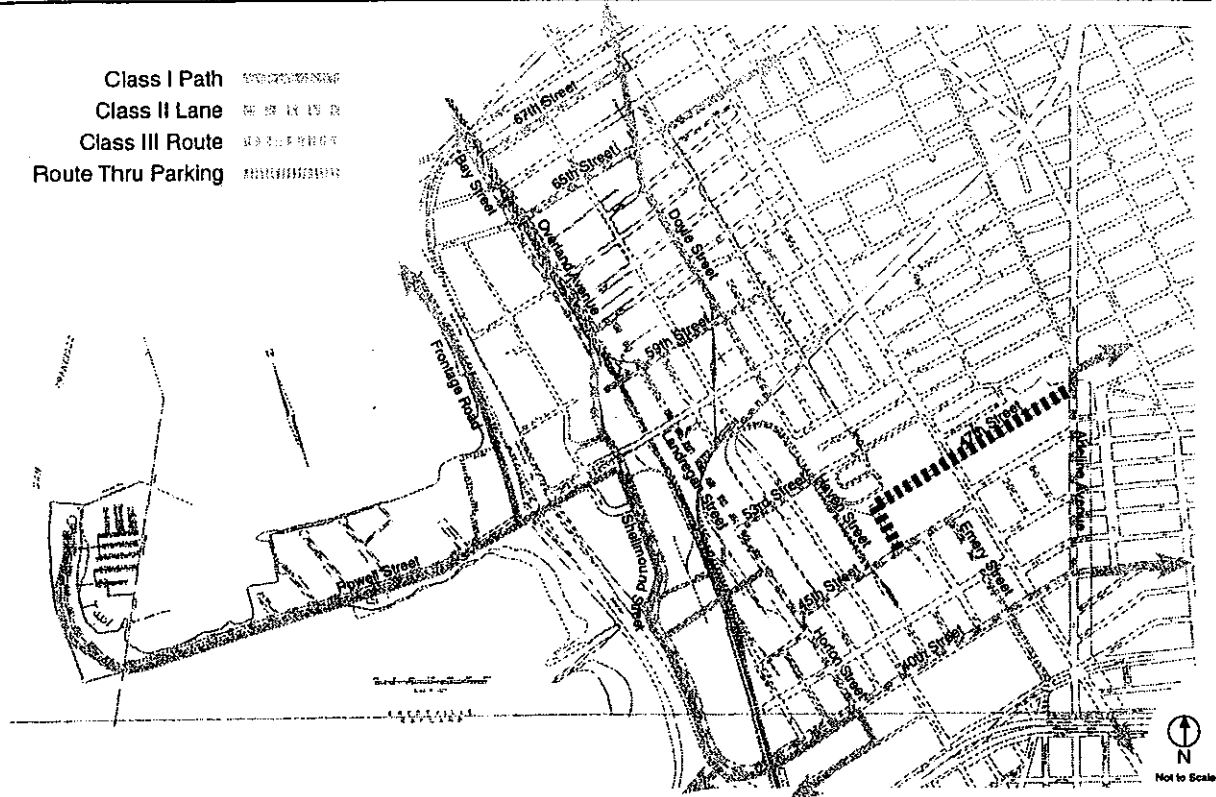 Class I Path
Class II Lane
Class III Route
Route Thru Parking
67th Street
Bay Street
65th Street
Overland Avenue
Doyle Street
59th Street
Frontage Road
47th Street
Adeline Avenue
Landregan Street
53rd Street
Haven Street
Shellmound Street
Emery Street
Powell Street
45th Street
Horton Street
40th Street
N
Not to Scale